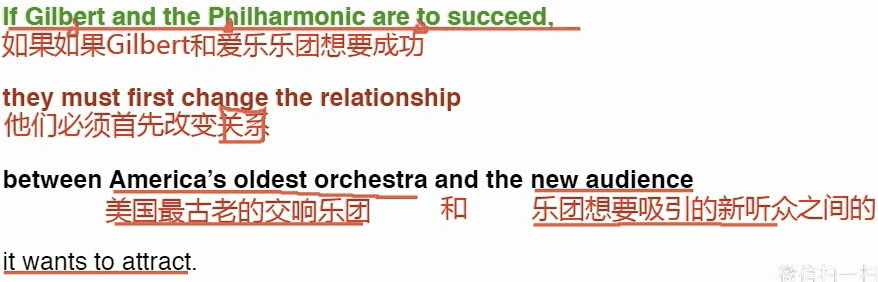 If Gilbert and the Philharmonic are to succeed,
如果如果Gilbert和爱乐乐团想要成功
they must first change the relationship
他们必须首先改变关系
between America's oldest orchestra and the new audience
美国最古老的交响乐团 和 乐团想要吸引的新听众之间的
it wants to attract.
微信扫一扫